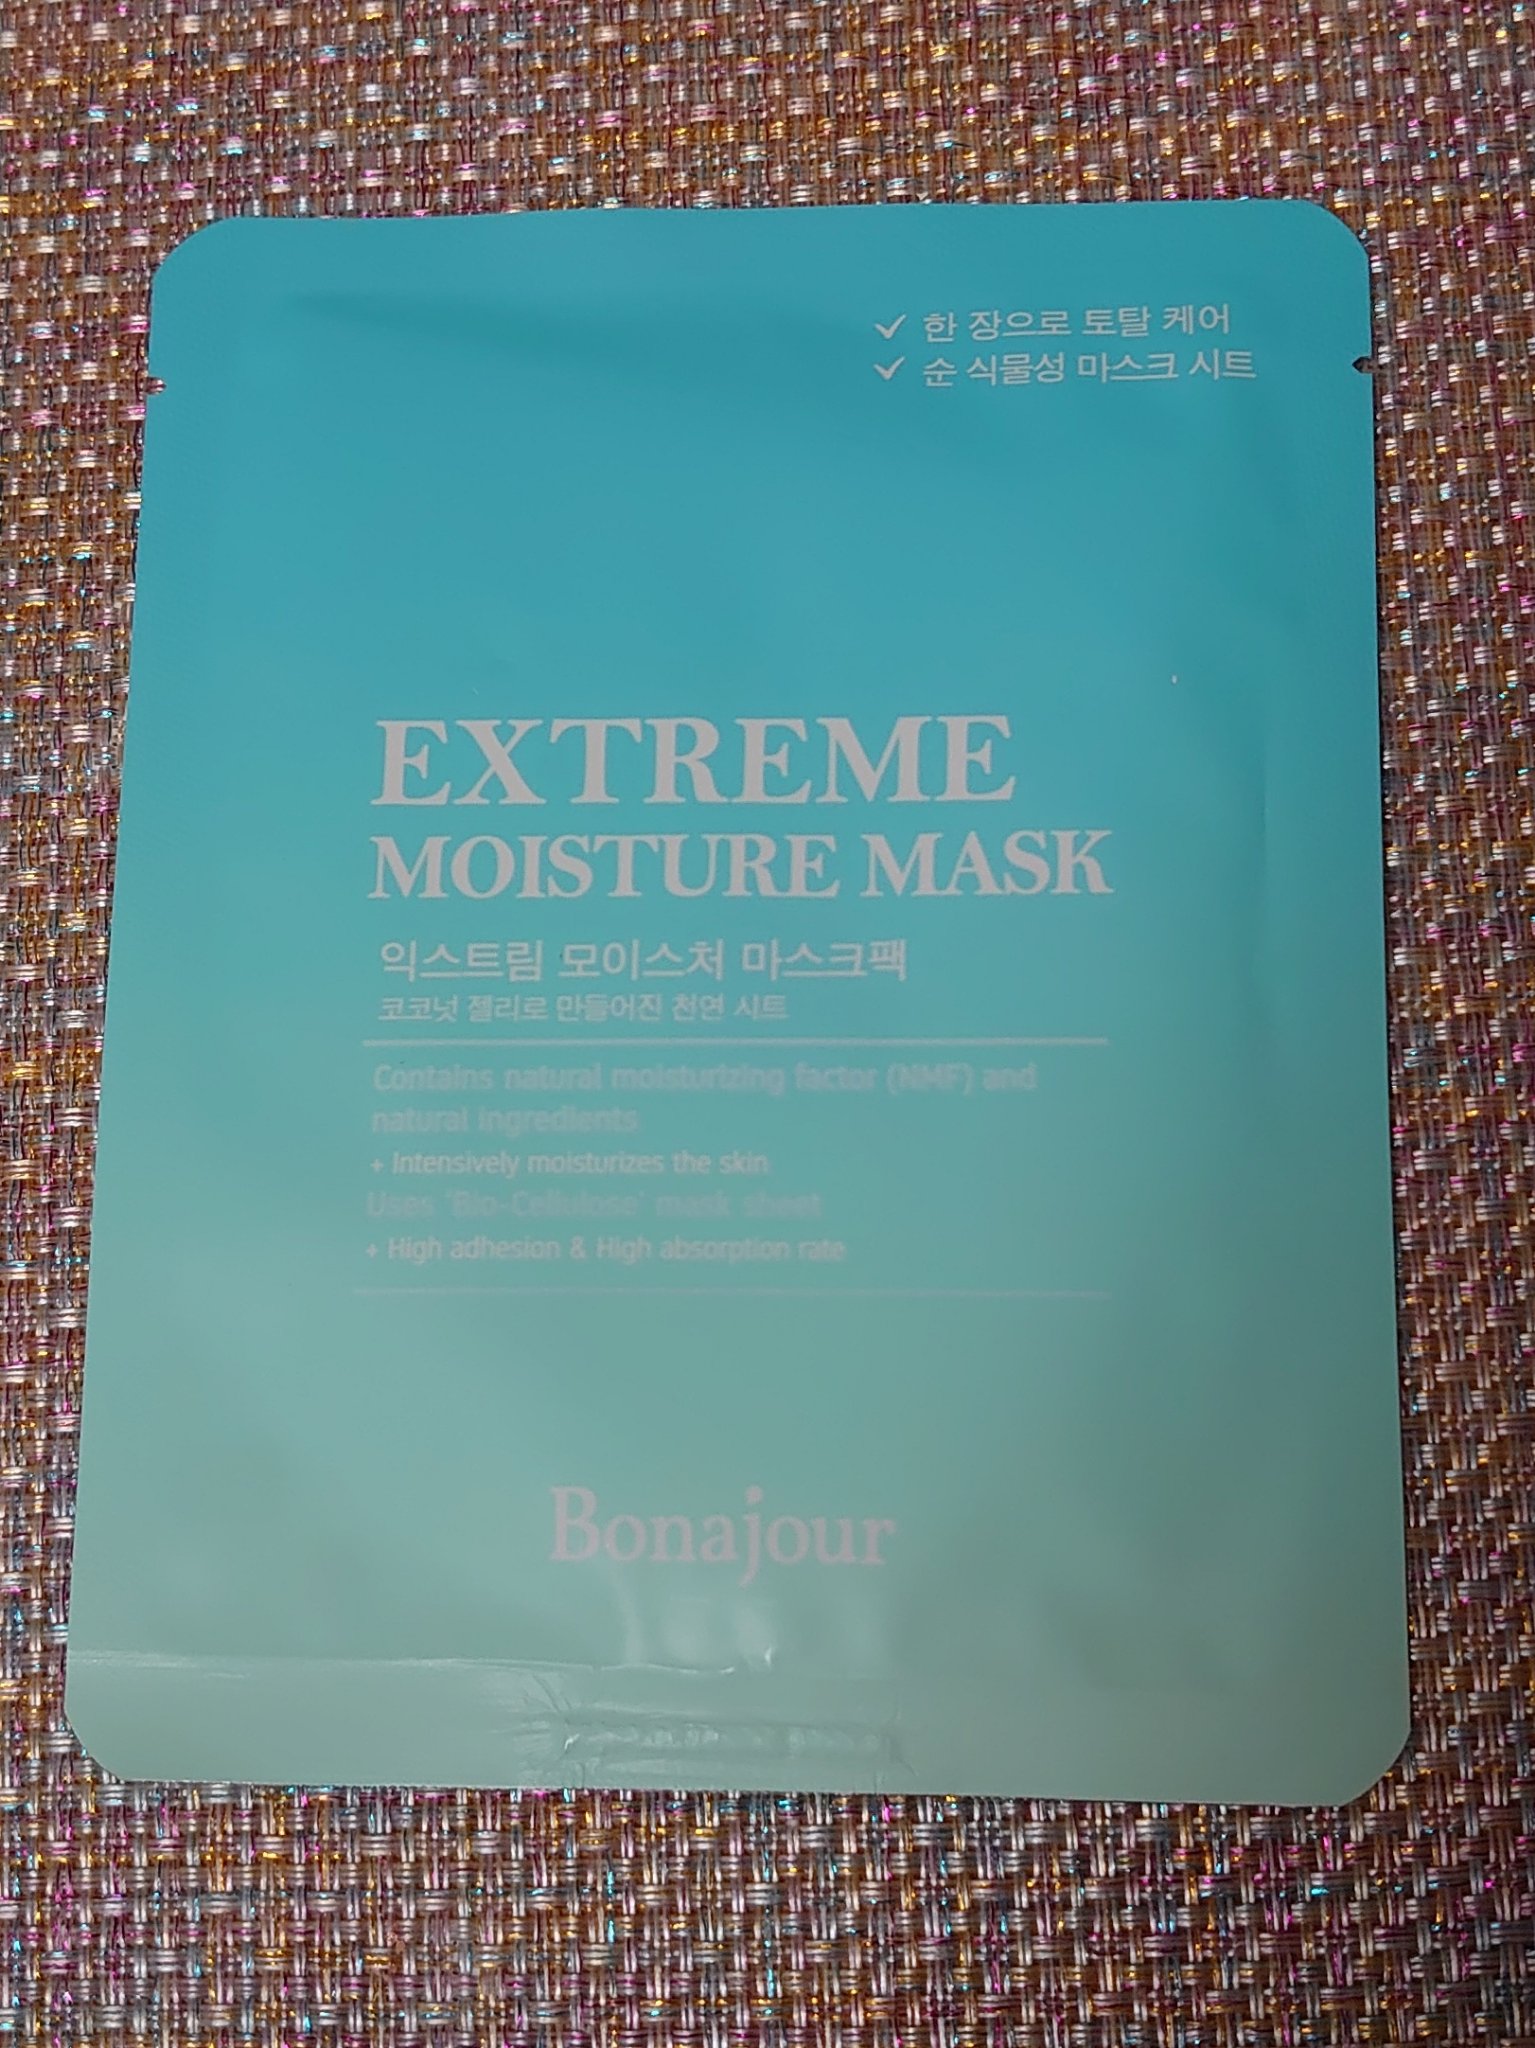 ✓ 한 장으로 토탈 케어
✓ 순 식물성 마스크 시트
EXTREME
MOISTURE MASK
익스트림 모이스처 마스크팩
코코넛 젤리로 만들어진 천연 시트
Contains natural moisturizing factor (NMF) and
natural ingredients
+ Intensively moisturizes the skin
Uses 'Bio-Cellulose' mask sheet
+ High adhesion & High absorption rate
Bonajour